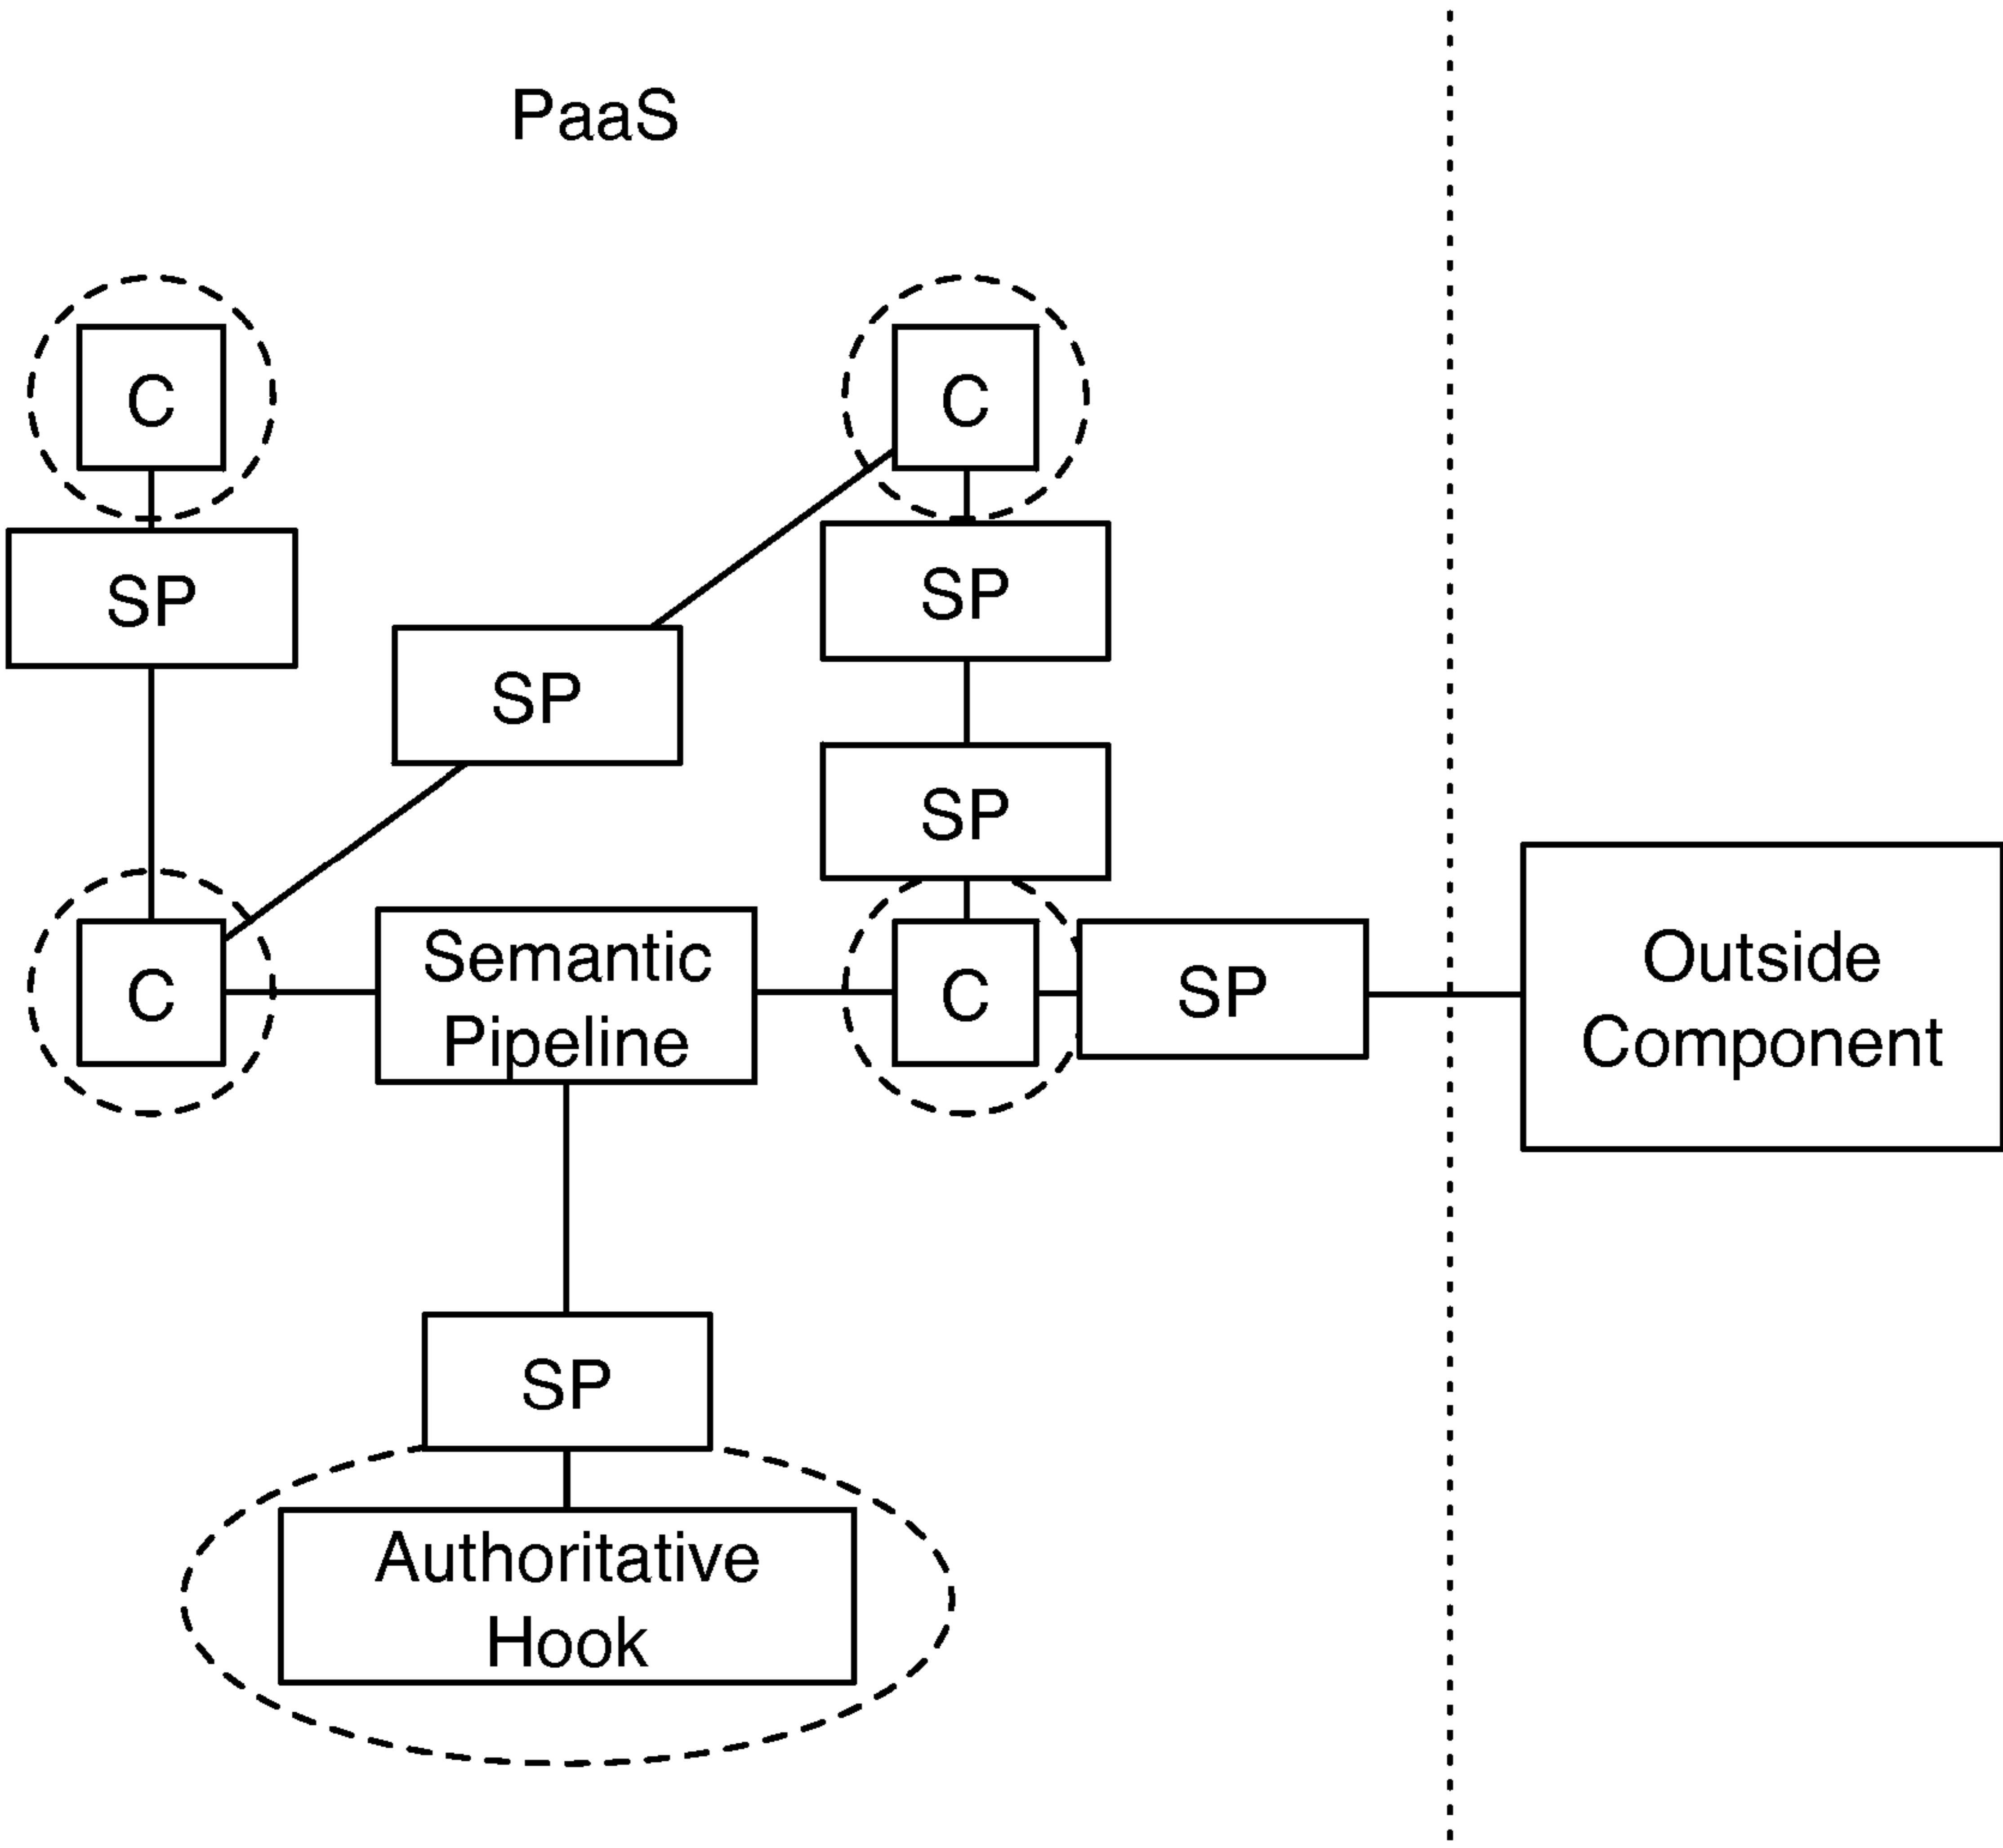 PaaS
C
C
SP
SP
SP
SP
C
Semantic
Pipeline
C
SP
Outside
Component
SP
Authoritative
Hook